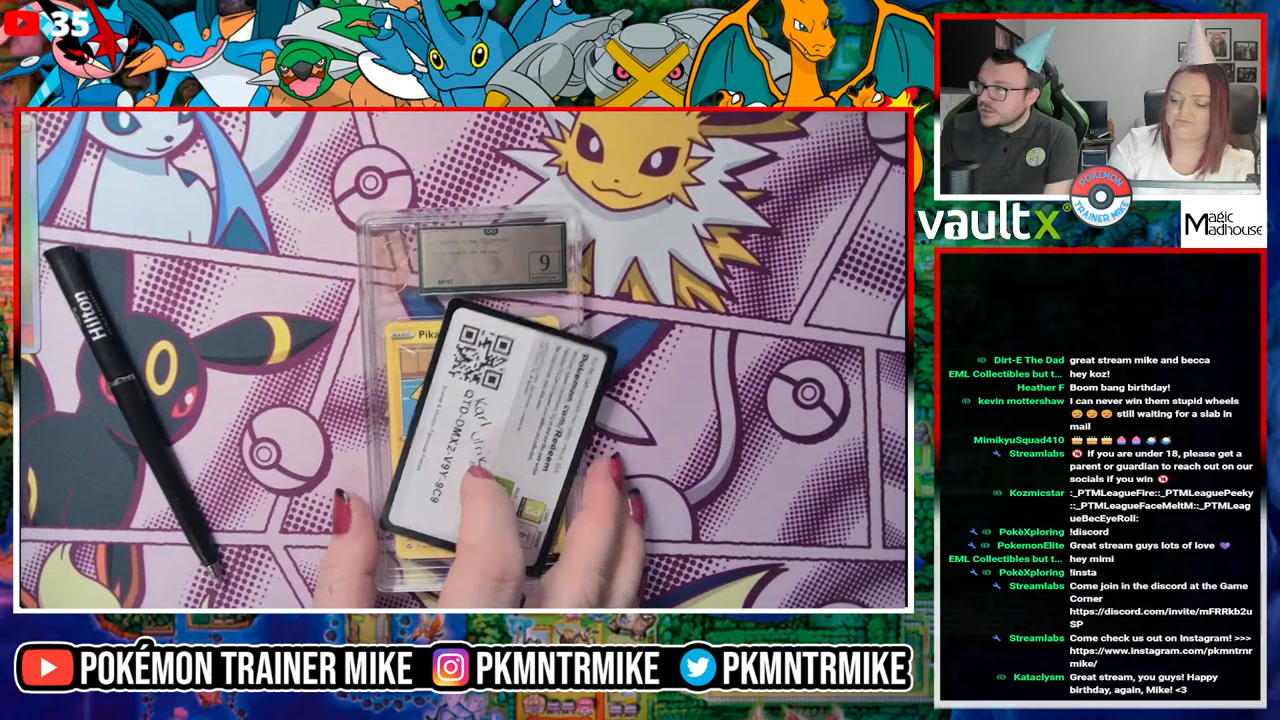 35
Hilton
9
MINT
Pika
Pokemon.com/Redeem
Karl
QTD-DMXZ-V9Y-9C9
POKÉMON
TRAINER MIKE
vaultx®
Magic
Madhouse
Dirt-E The Dad great stream mike and becca
EML Collectibles but t... hey koz!
Heather F Boom bang birthday!
kevin mottershaw I can never win them stupid wheels
still waiting for a slab in
mail
MimikyuSquad410
Streamlabs If you are under 18, please get a
parent or guardian to reach out on our
socials if you win
Kozmicstar :_PTMLeagueFire::_PTMLeaguePeeky
::_PTMLeagueFaceMeltM::_PTMLeag
ueBecEyeRoll:
PokèXploring !discord
PokemonElite Great stream guys lots of love
EML Collectibles but t... hey mimi
PokèXploring !insta
Streamlabs Come join in the discord at the Game
Corner
https://discord.com/invite/mFRRkb2u
SP
Streamlabs Come check us out on Instagram! >>>
https://www.instagram.com/pkmntrnr
mike/
Kataclysm Great stream, you guys! Happy
birthday, again, Mike! <3
POKÉMON TRAINER MIKE PKMNTRMIKE PKMNTRMIKE